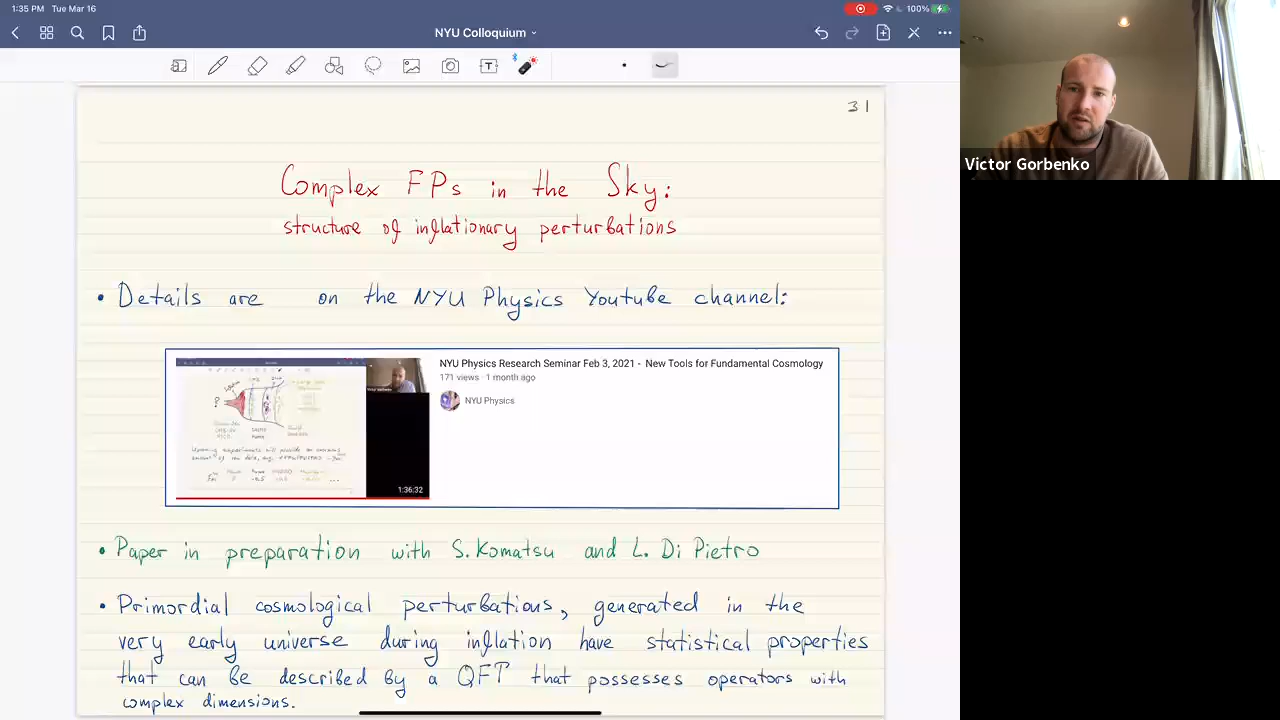 1:35 PM Tue Mar 16
100%
NYU Colloquium
31
Complex FPs in the Sky:
structure of inflationary perturbations
• Details are on the NYU Physics Youtube channel:
NYU Physics Research Seminar Feb 3, 2021 - New Tools for Fundamental Cosmology
171 views · 1 month ago
NYU Physics
1:36:32
• Paper in preparation with S. Komatsu and L. Di Pietro
• Primordial cosmological perturbations, generated in the
very early universe during inflation have statistical properties
that can be described by a QFT that possesses operators with
complex dimensions.
Victor Gorbenko